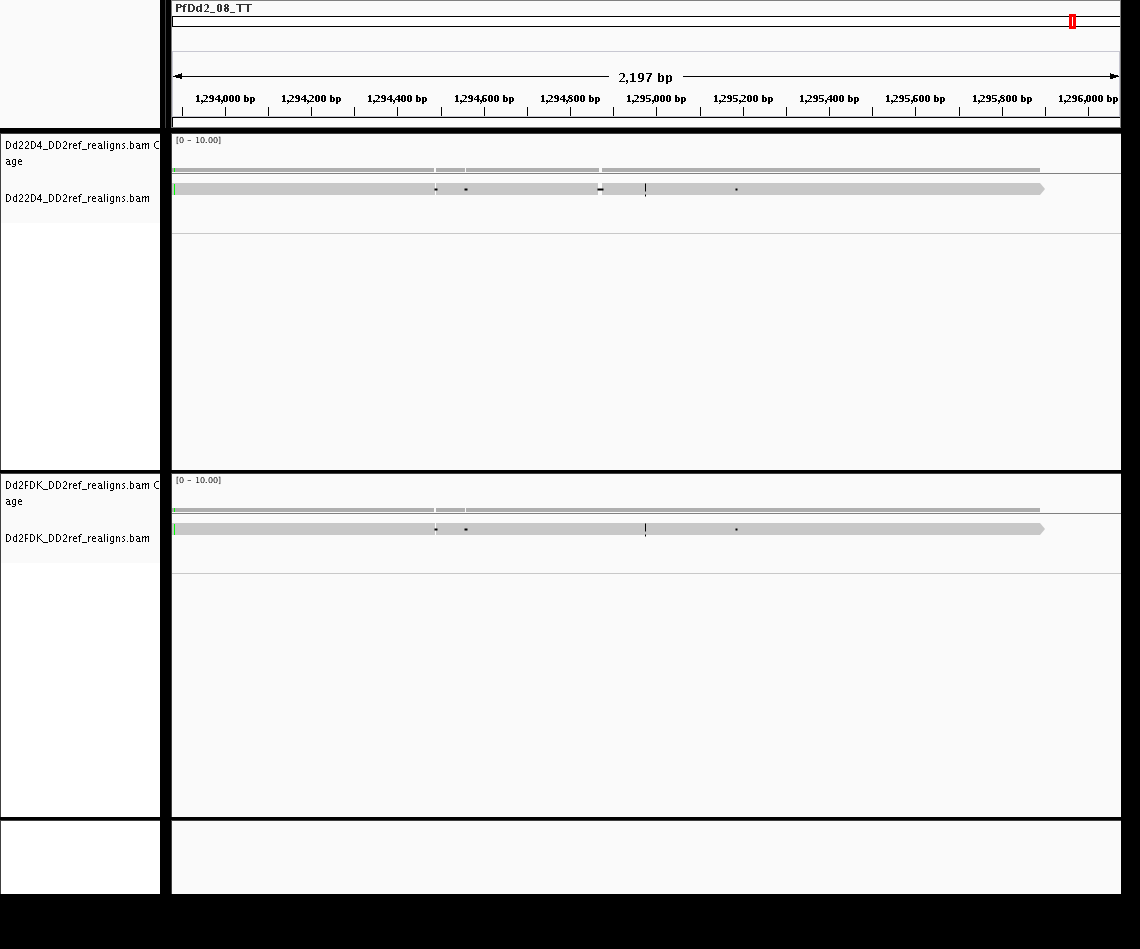 PfDd2_08_TT
2,197 bp
1,294,000 bp 1,294,200 bp 1,294,400 bp 1,294,600 bp 1,294,800 bp 1,295,000 bp 1,295,200 bp 1,295,400 bp 1,295,600 bp 1,295,800 bp 1,296,000 bp
[0 - 10.00]
Dd22D4_DD2ref_realigns.bam C
age
Dd22D4_DD2ref_realigns.bam
[0 - 10.00]
Dd2FDK_DD2ref_realigns.bam C
age
Dd2FDK_DD2ref_realigns.bam